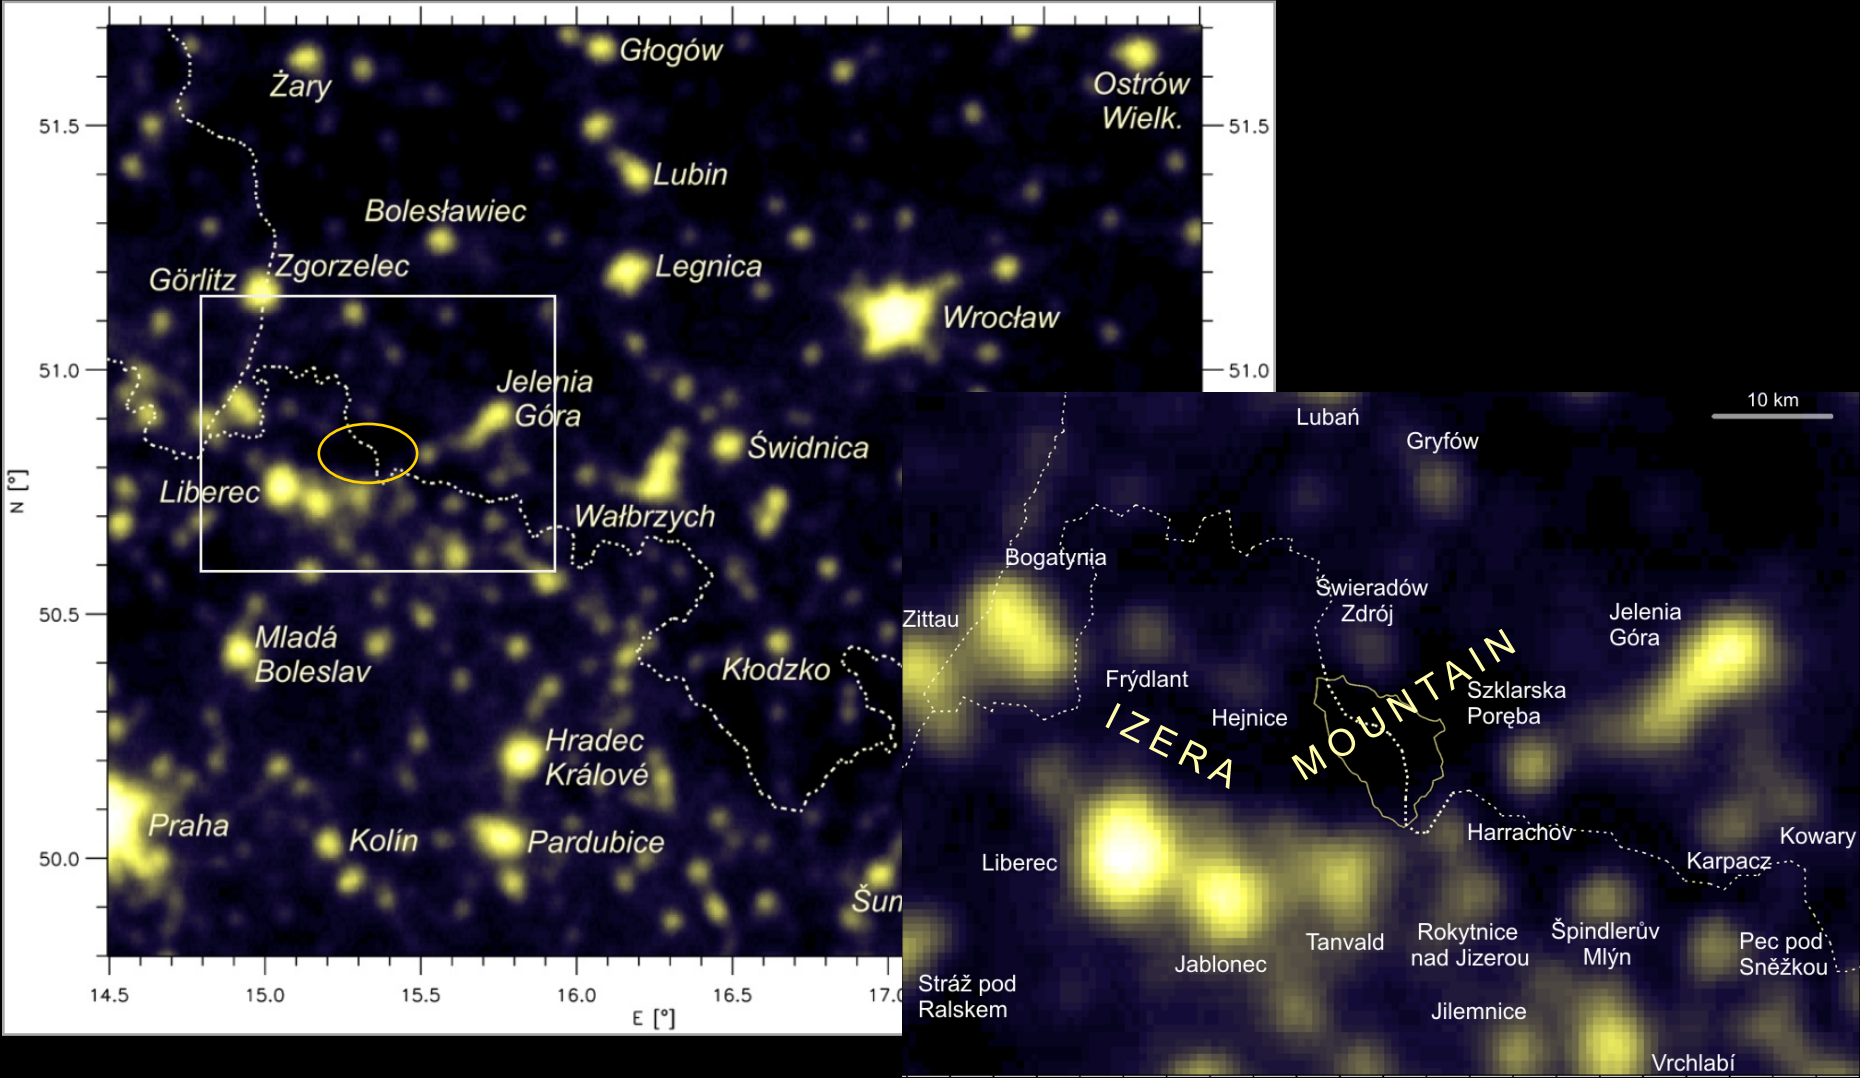 Głogów
Żary
Ostrów
Wielk.
51.5
51.5
Lubin
Bolesławiec
Görlitz
Zgorzelec
Legnica
Wrocław
51.0
51.0
Jelenia
Góra
Świdnica
Liberec
Wałbrzych
N [°]
50.5
Mladá
Boleslav
Kłodzko
Hradec
Králové
Praha
Kolín
Pardubice
50.0
Šun
14.5
15.0
15.5
16.0
16.5
17.0
E [°]
10 km
Lubań
Gryfów
Bogatynia
Świeradów
Zdrój
Zittau
Jelenia
Góra
Frýdlant
Szklarska
Poręba
Hejnice
IZERA
MOUNTAIN
Harrachov
Kowary
Liberec
Karpacz
Tanvald
Rokytnice
nad Jizerou
Špindlerův
Mlýn
Pec pod
Sněžkou
Jablonec
Stráž pod
Ralskem
Jilemnice
Vrchlabí